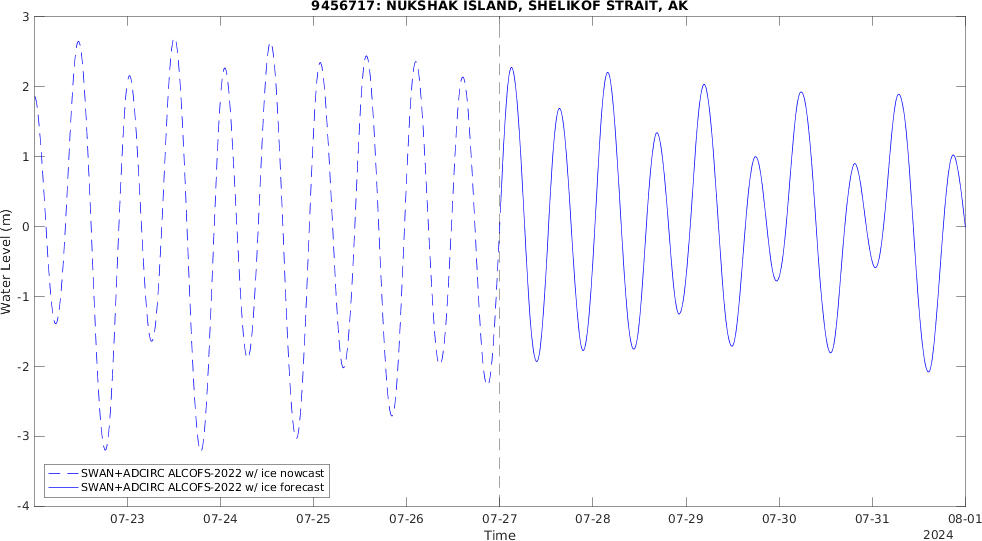 9456717: NUKSHAK ISLAND, SHELIKOF STRAIT, AK
3
2
1
0
-1
-2
-3
-4
Water Level (m)
SWAN+ADCIRC ALCOFS-2022 w/ ice nowcast
SWAN+ADCIRC ALCOFS-2022 w/ ice forecast
07-23 07-24 07-25 07-26 07-27 07-28 07-29 07-30 07-31 08-01
Time
2024